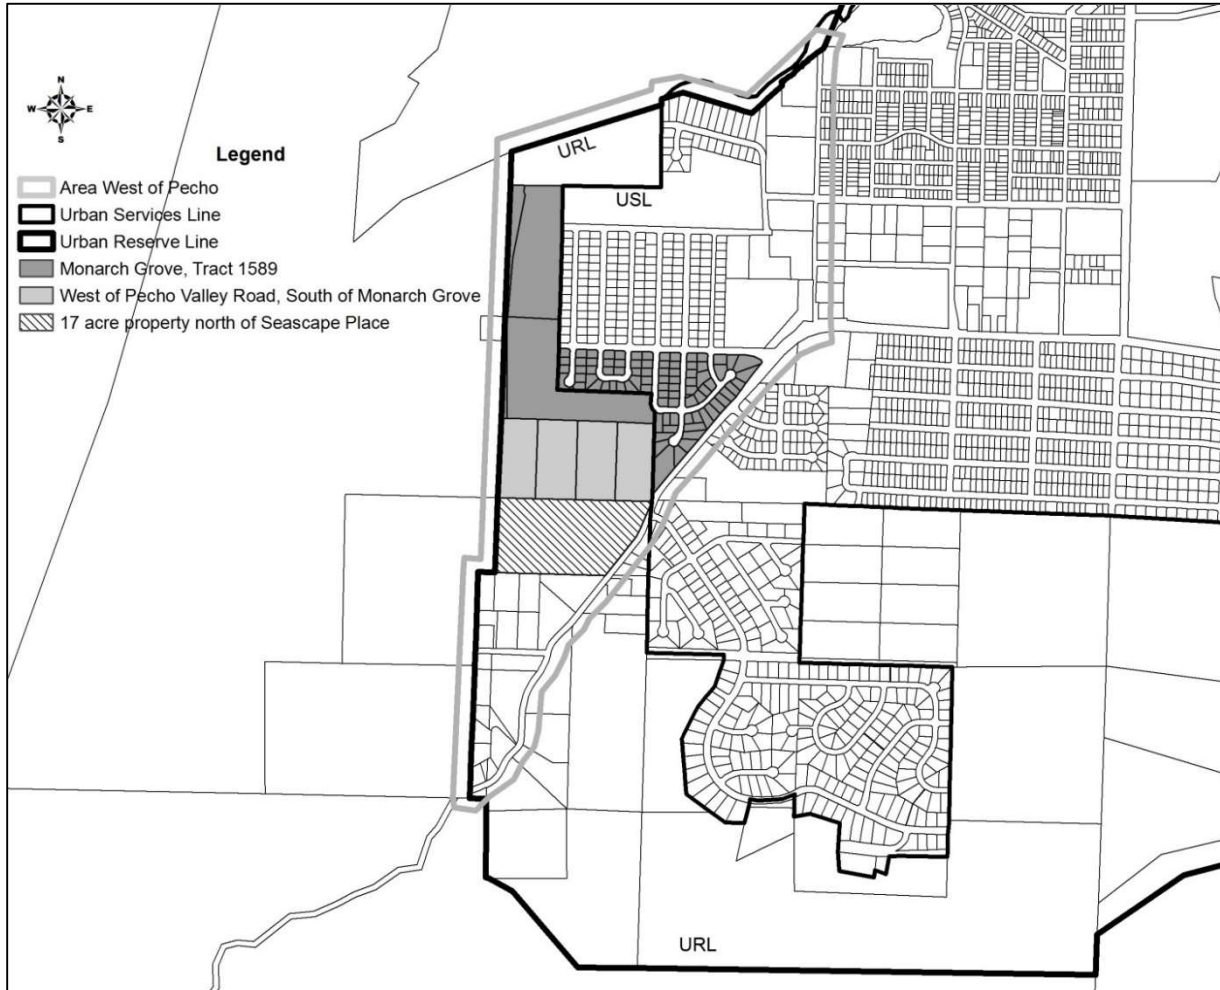 N
W E
S
Legend
Area West of Pecho
Urban Services Line
Urban Reserve Line
Monarch Grove, Tract 1589
West of Pecho Valley Road, South of Monarch Grove
17 acre property north of Seascape Place
URL
USL
URL